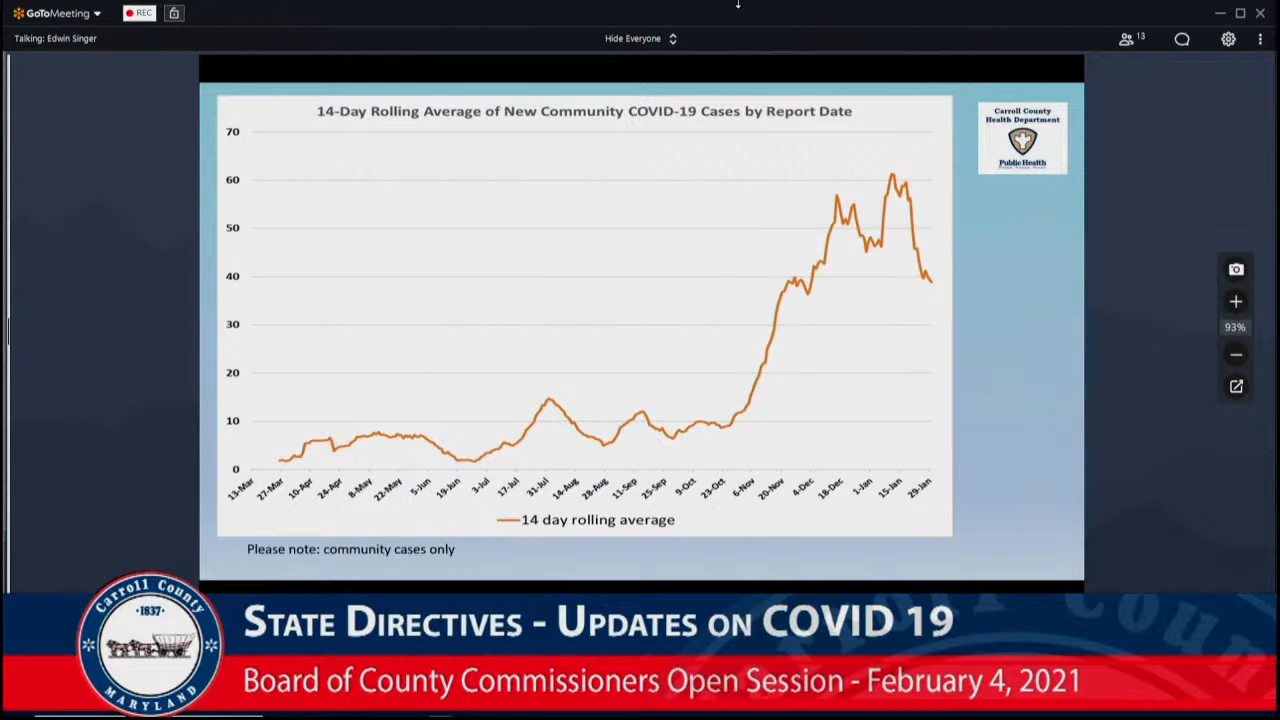 GoToMeeting
REC
Talking: Edwin Singer
Hide Everyone
13
14-Day Rolling Average of New Community COVID-19 Cases by Report Date
70
60
50
40
30
20
10
0
13-Mar
27-Mar
10-Apr
24-Apr
8-May
22-May
5-Jun
19-Jun
3-Jul
17-Jul
31-Jul
14-Aug
28-Aug
11-Sep
25-Sep
9-Oct
23-Oct
6-Nov
20-Nov
4-Dec
18-Dec
1-Jan
15-Jan
29-Jan
14 day rolling average
Please note: community cases only
Carroll County
Health Department
Public Health
93%
Carroll County
·1837·
MARYLAND
STATE DIRECTIVES - UPDATES ON COVID 19
Board of County Commissioners Open Session - February 4, 2021